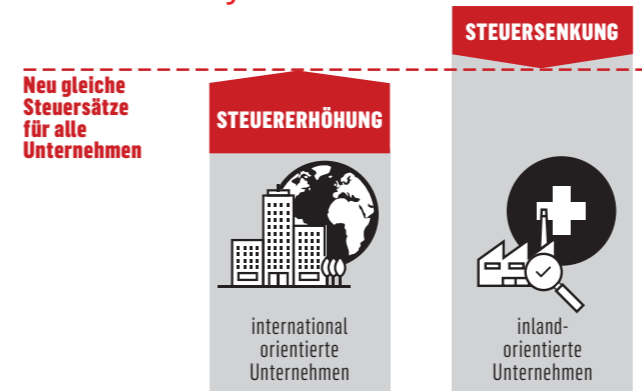 STEUERSENKUNG
Neu gleiche
Steuersätze
für alle
Unternehmen
STEUERERHÖHUNG
international
orientierte
Unternehmen
inland-
orientierte
Unternehmen